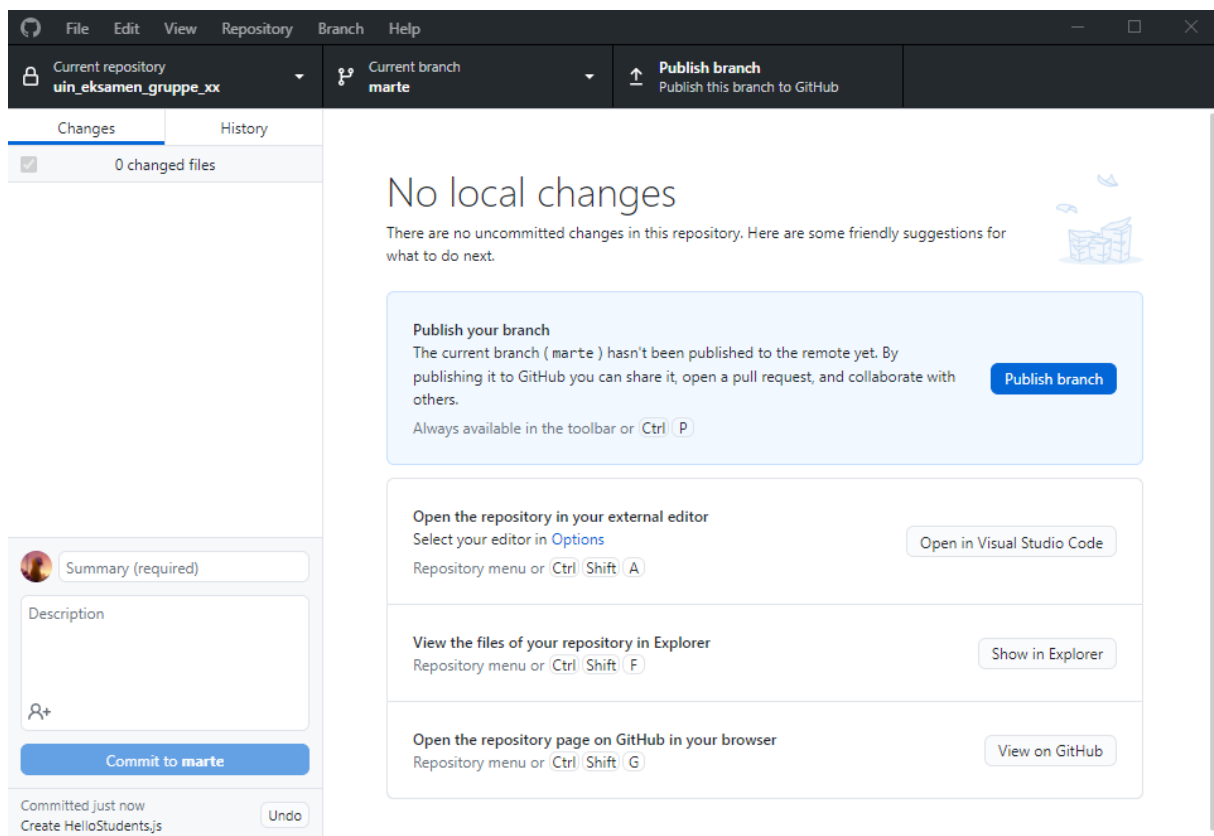 File Edit View Repository Branch Help
Current repository
uin_eksamen_gruppe_xx
Current branch
marte
Publish branch
Publish this branch to GitHub
Changes History
0 changed files
No local changes
There are no uncommitted changes in this repository. Here are some friendly suggestions for
what to do next.
Publish your branch
The current branch ( marte ) hasn't been published to the remote yet. By
publishing it to GitHub you can share it, open a pull request, and collaborate with
others.
Always available in the toolbar or Ctrl P
Publish branch
Open the repository in your external editor
Select your editor in Options
Repository menu or Ctrl Shift A
Open in Visual Studio Code
View the files of your repository in Explorer
Repository menu or Ctrl Shift F
Show in Explorer
Open the repository page on GitHub in your browser
Repository menu or Ctrl Shift G
View on GitHub
Summary (required)
Description
Commit to marte
Committed just now
Create HelloStudents.js
Undo